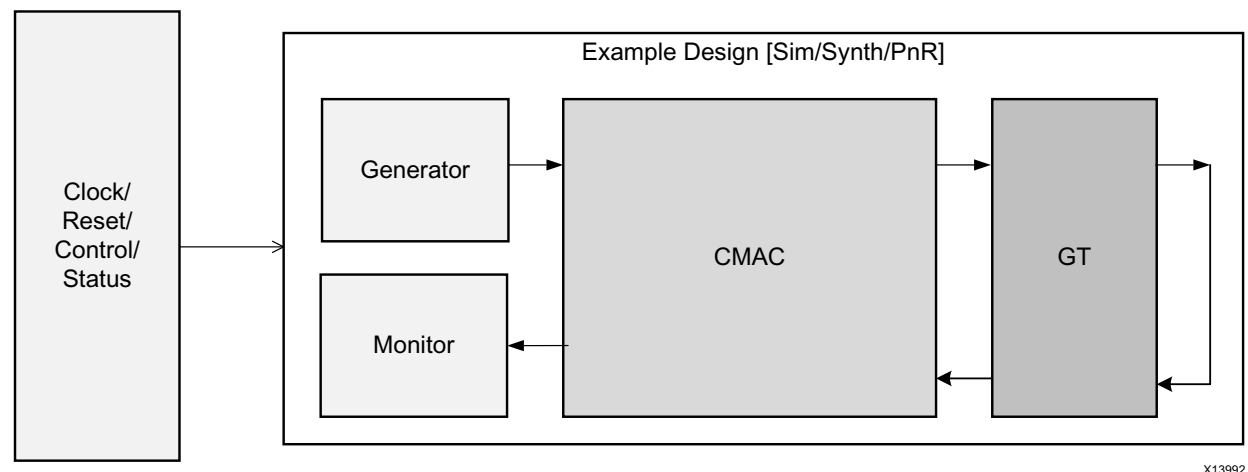 Example Design [Sim/Synth/PnR]
Clock/
Reset/
Control/
Status
Generator
Monitor
CMAC
GT
X13992